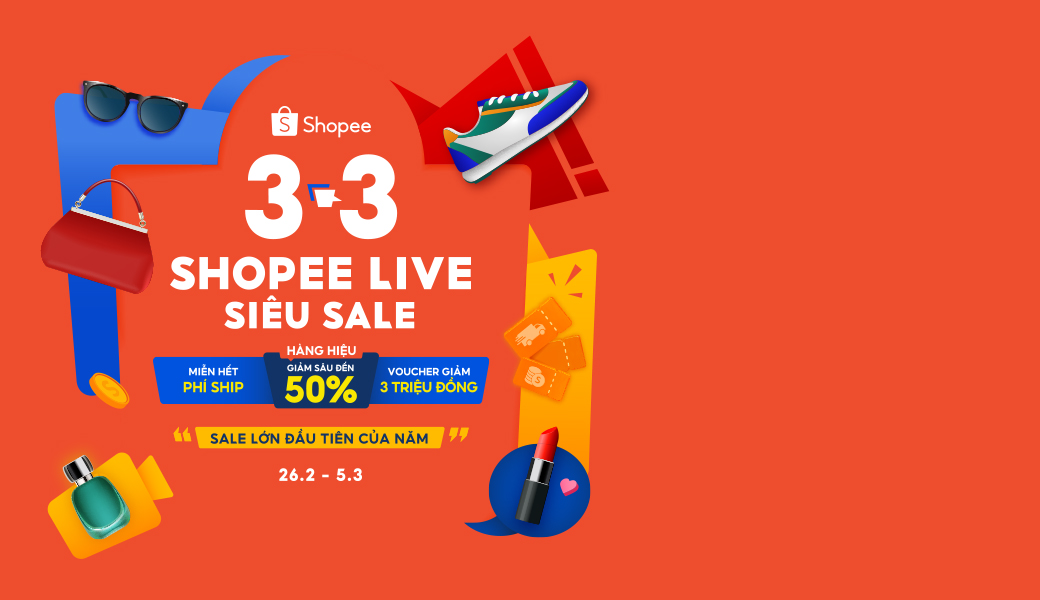 Shopee
3 3
SHOPEE LIVE
SIÊU SALE
HÀNG HIỆU
MIỄN HẾT
PHÍ SHIP
GIẢM SÂU ĐẾN
50%
VOUCHER GIẢM
3 TRIỆU ĐỒNG
“ SALE LỚN ĐẦU TIÊN CỦA NĂM ”
26.2 - 5.3